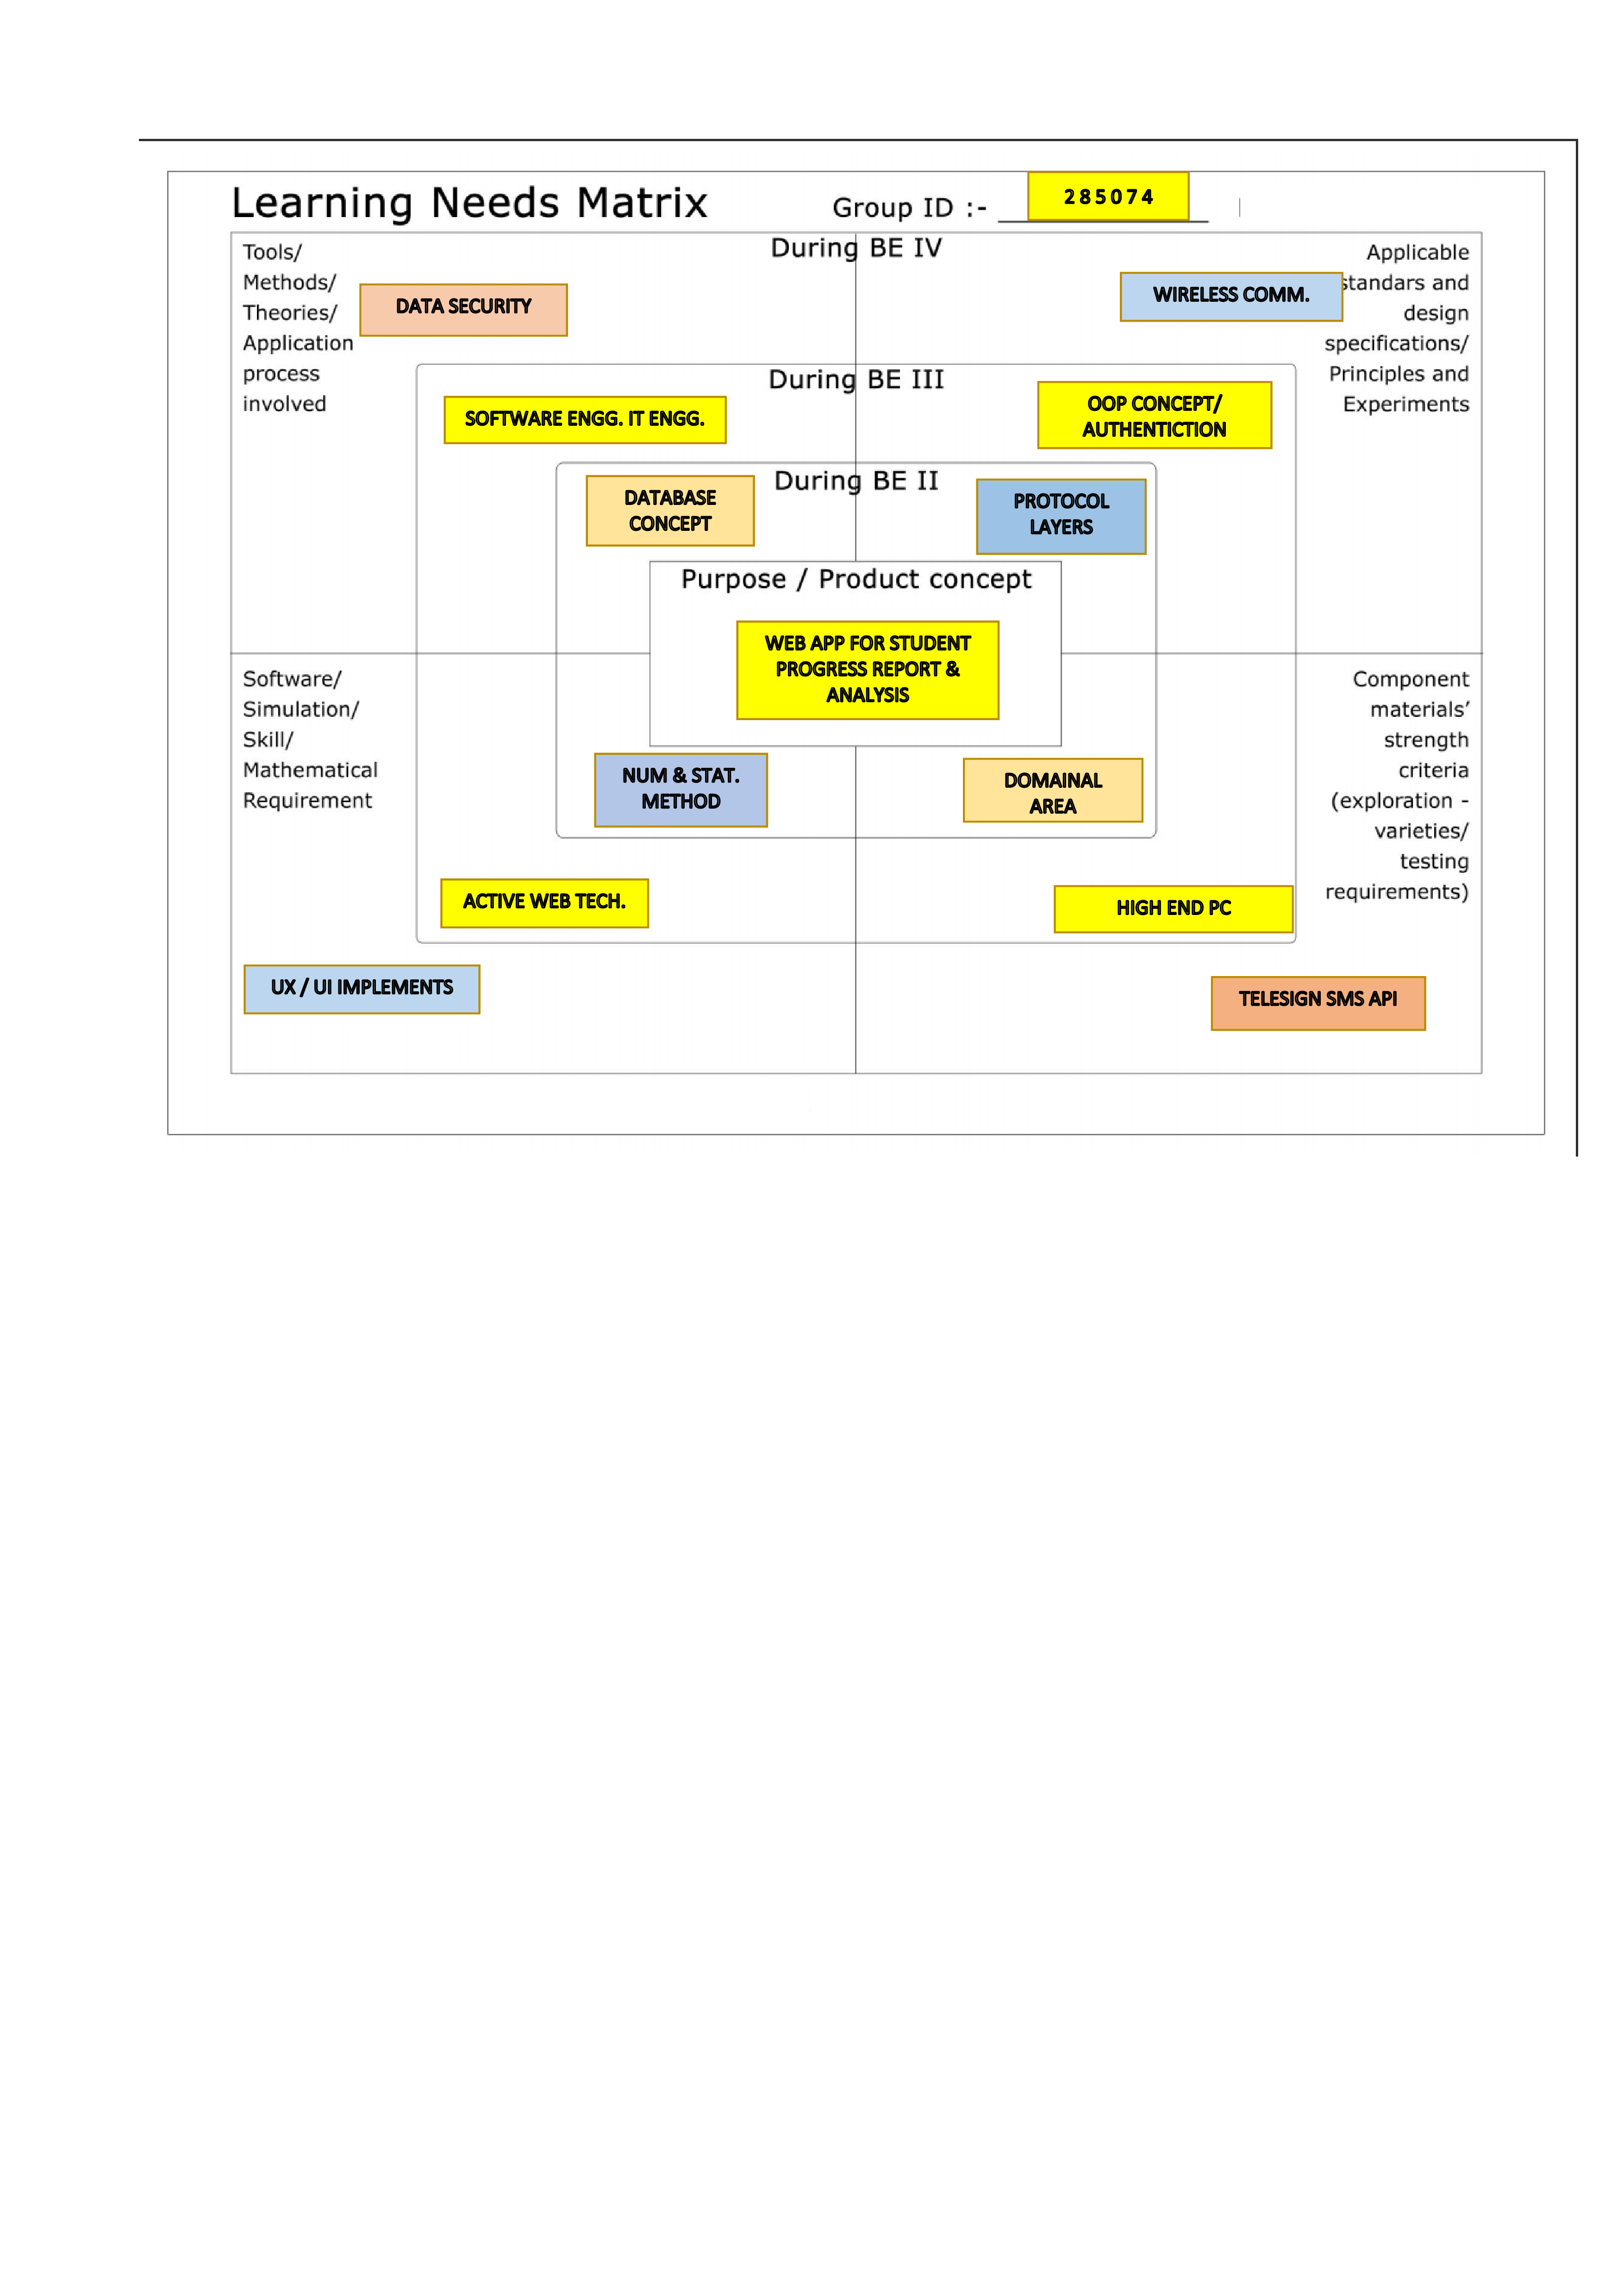 Learning Needs Matrix
Group ID :- 285074
During BE IV
Tools/
Methods/
Theories/
Application
process
involved
DATA SECURITY
WIRELESS COMM.
Applicable
standars and
design
specifications/
Principles and
Experiments
During BE III
SOFTWARE ENGG. IT ENGG.
OOP CONCEPT/
AUTHENTICTION
During BE II
DATABASE
CONCEPT
PROTOCOL
LAYERS
Purpose / Product concept
WEB APP FOR STUDENT
PROGRESS REPORT &
ANALYSIS
Software/
Simulation/
Skill/
Mathematical
Requirement
NUM & STAT.
METHOD
DOMAINAL
AREA
Component
materials’
strength
criteria
(exploration -
varieties/
testing
requirements)
ACTIVE WEB TECH.
HIGH END PC
UX / UI IMPLEMENTS
TELESIGN SMS API